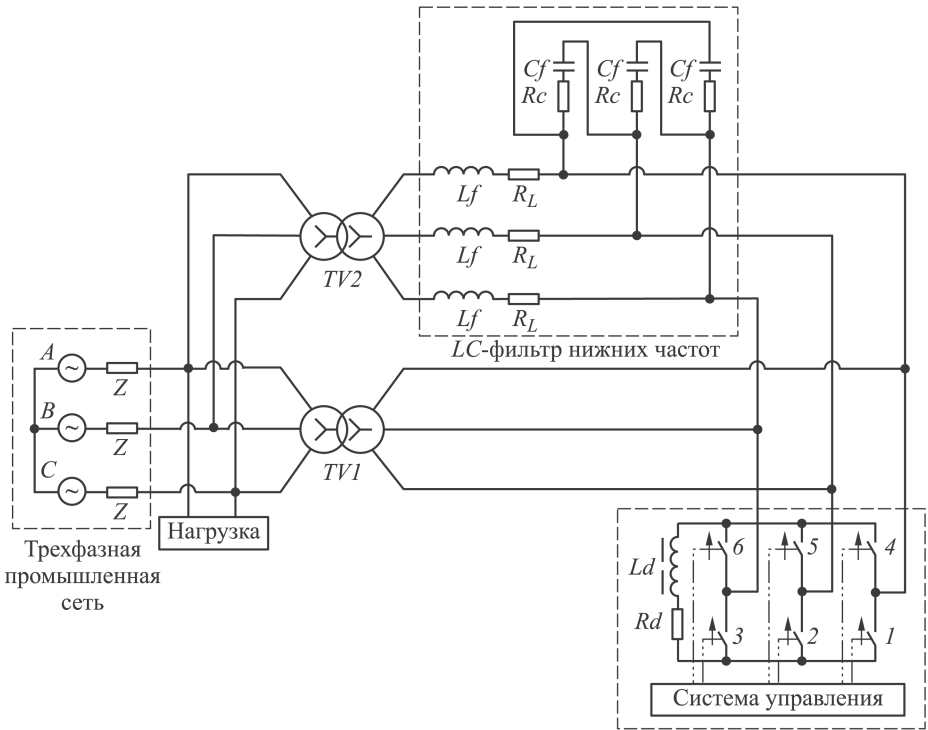 Cf Cf Cf
Rc Rc Rc
Lf R_L
TV2
Lf R_L
Lf R_L
LC-фильтр нижних частот
A
Z
B
Z
TV1
C
Z
Нагрузка
Трехфазная
промышленная
сеть
6 5 4
Ld
Rd
3 2 1
Система управления